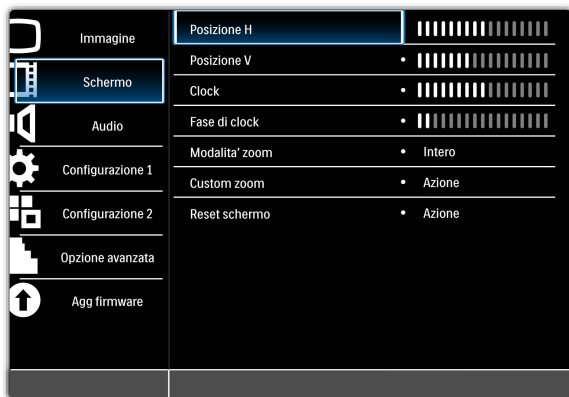 Immagine
Schermo
Audio
Configurazione 1
Configurazione 2
Opzione avanzata
Agg firmware
Posizione H
Posizione V •
Clock •
Fase di clock •
Modalita' zoom • Intero
Custom zoom • Azione
Reset schermo • Azione